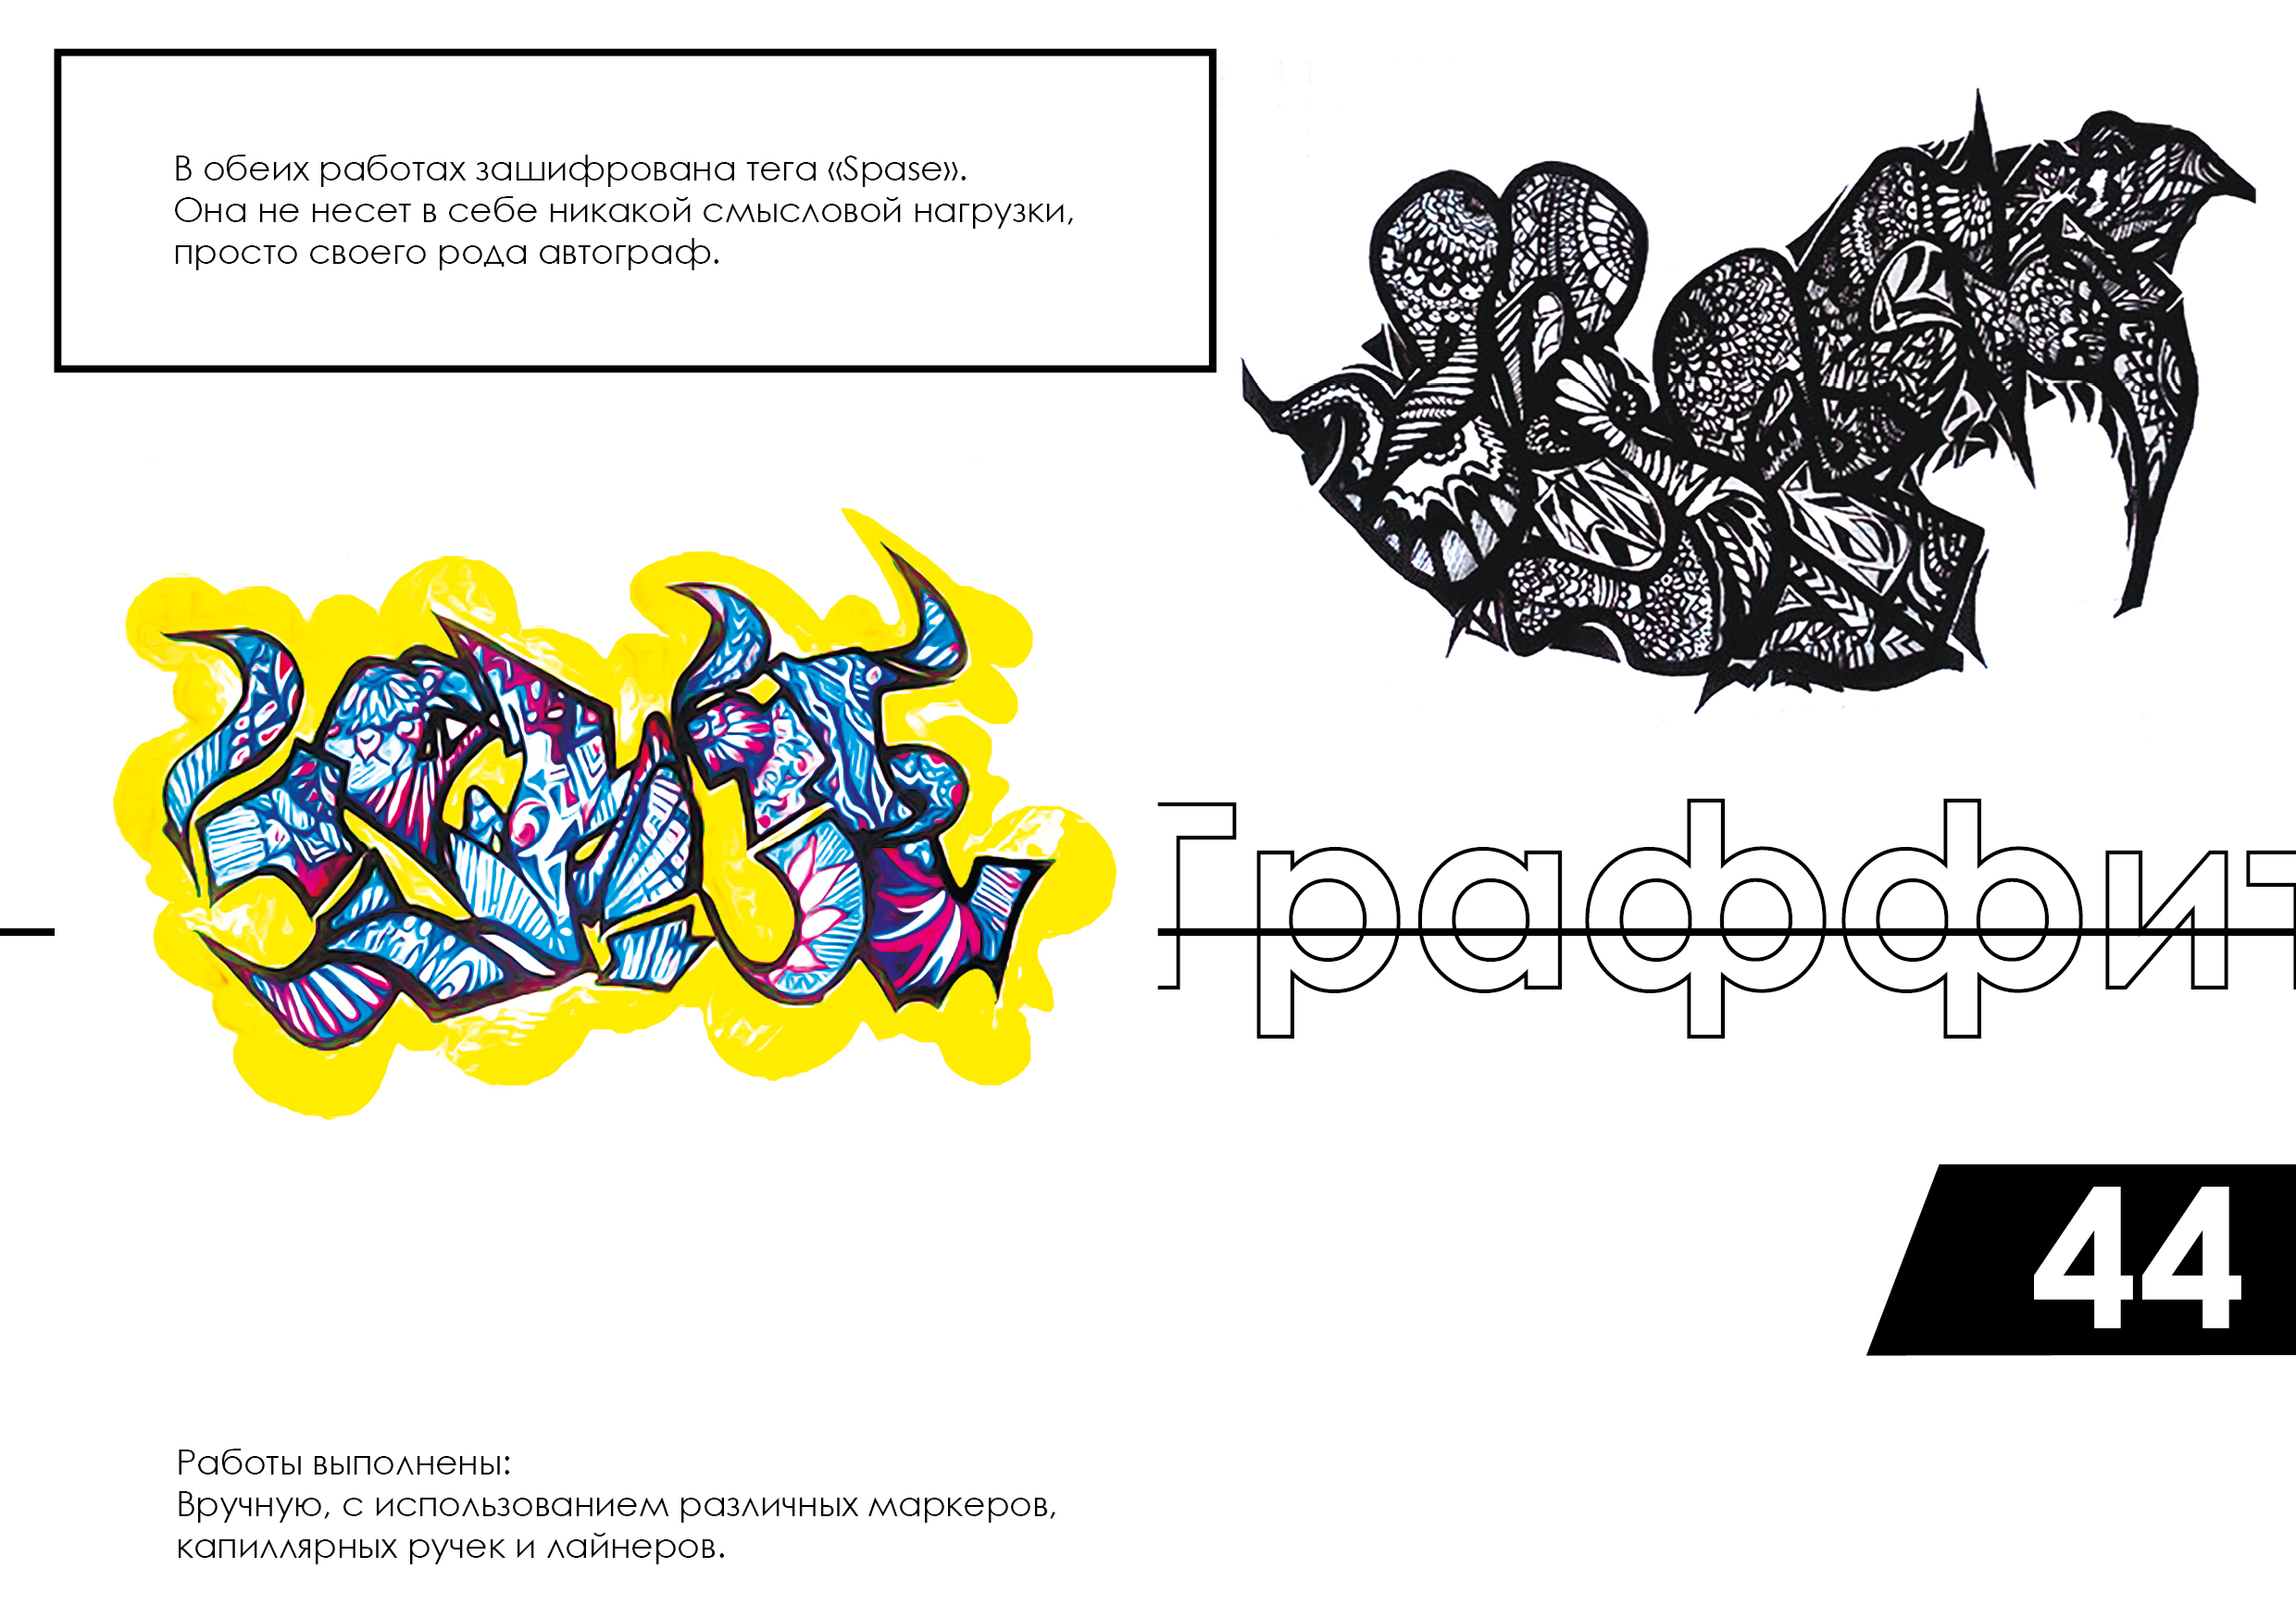 В обеих работах зашифрована тега «Spase».
Она не несет в себе никакой смысловой нагрузки,
просто своего рода автограф.
Граффит
44
Работы выполнены:
Вручную, с использованием различных маркеров,
капиллярных ручек и лайнеров.